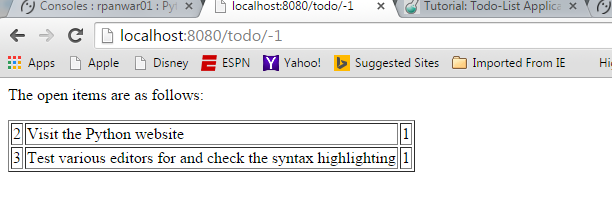 Consoles : rpanwar01 : Pyt
localhost:8080/todo/-1
Tutorial: Todo-List Applica
localhost:8080/todo/-1
Apps Apple Disney ESPN Yahoo! Suggested Sites Imported From IE
The open items are as follows:
2 Visit the Python website 1
3 Test various editors for and check the syntax highlighting 1